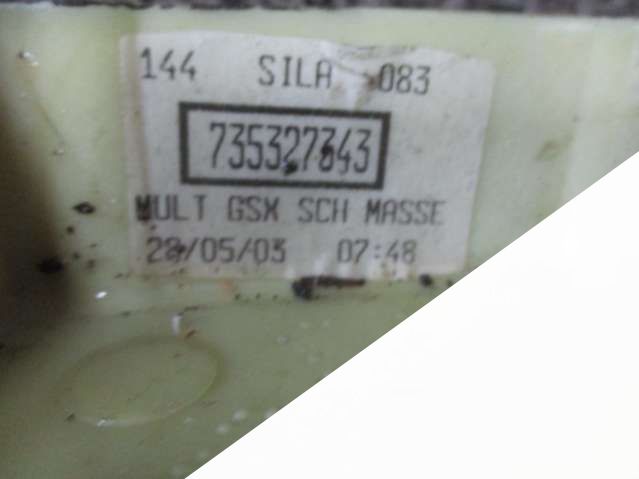 144 SILA 083
735327343
MULT GSX SCH MASSE
28/05/03 07:48